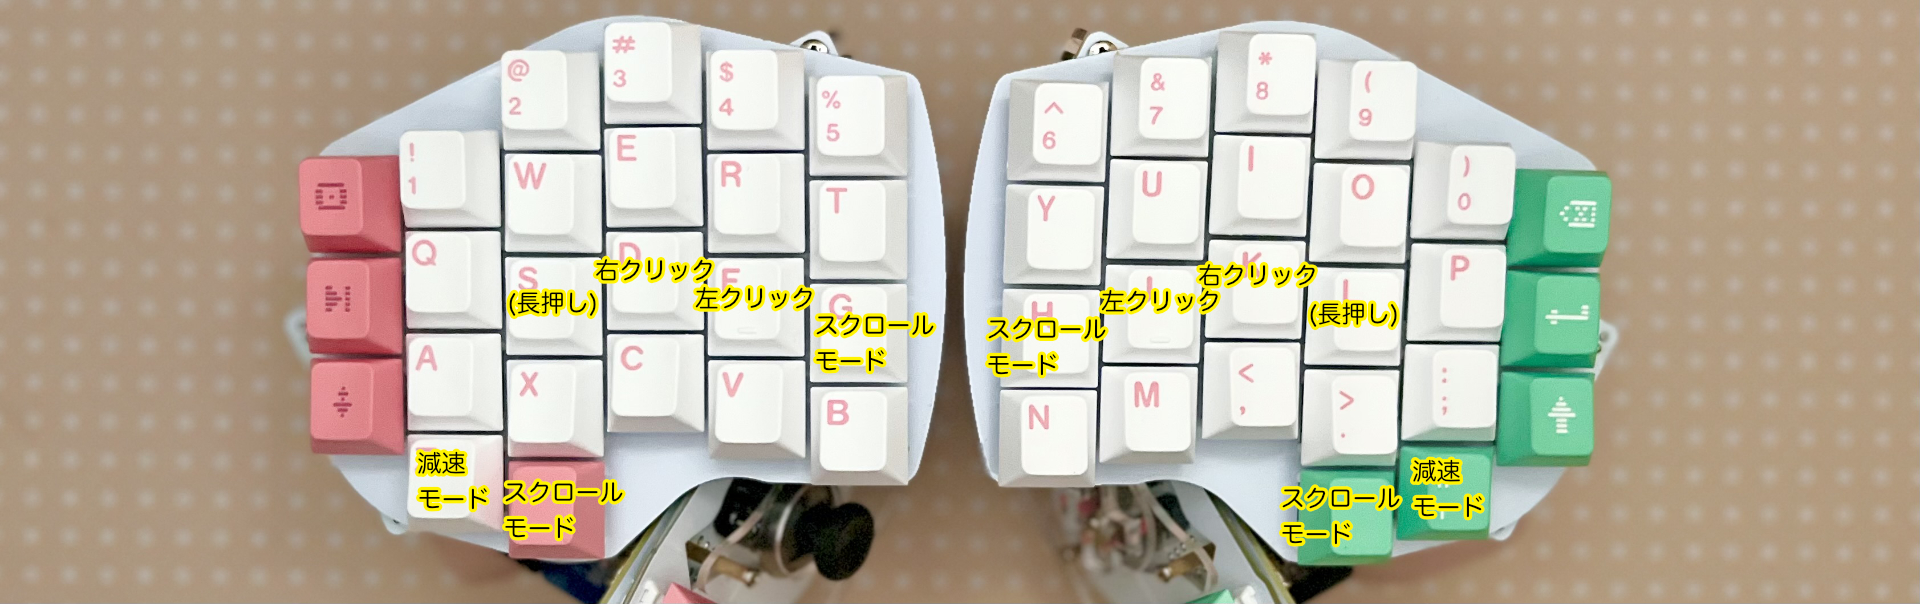 @
2
#
3
$
4
%
5
!
1
W
E
R
T
Q
S
(長押し)
D
右クリック
F
左クリック
G
スクロール
モード
A
X
C
V
B
減速
モード
スクロール
モード
^
6
&
7
*
8
(
9
)
0
Y
U
I
O
P
H
スクロール
モード
J
左クリック
K
右クリック
L
(長押し)
N
M
<
,
>
.
:
;
スクロール
モード
減速
モード